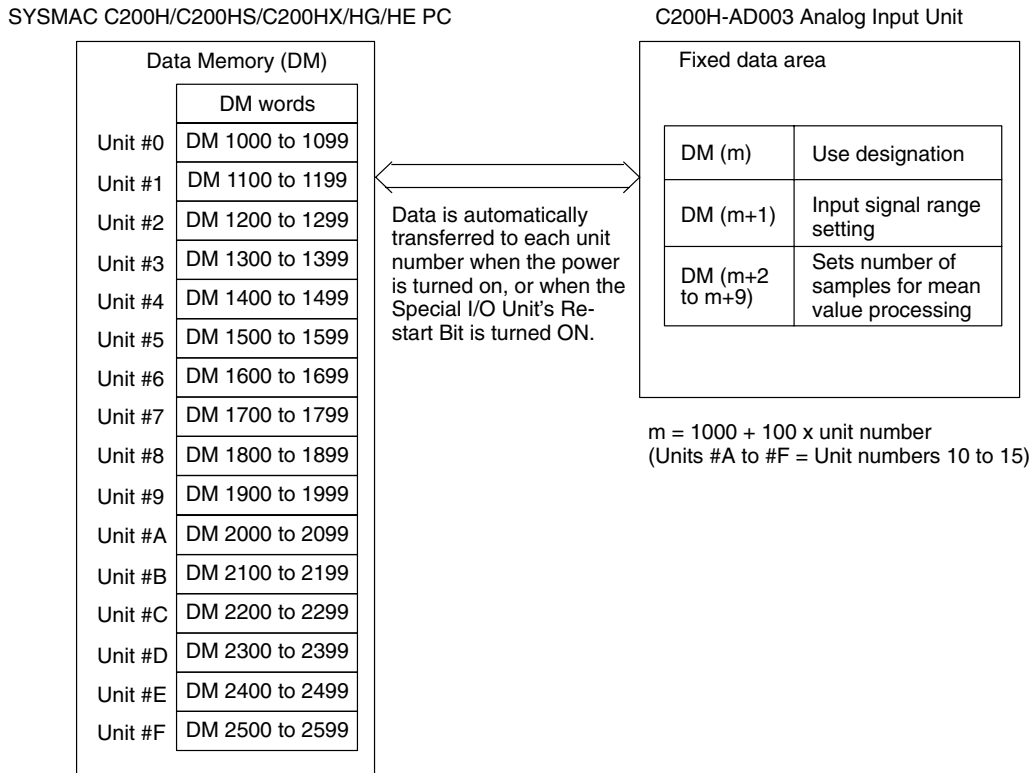 SYSMAC C200H/C200HS/C200HX/HG/HE PC
Data Memory (DM)
DM words
Unit #0 DM 1000 to 1099
Unit #1 DM 1100 to 1199
Unit #2 DM 1200 to 1299
Unit #3 DM 1300 to 1399
Unit #4 DM 1400 to 1499
Unit #5 DM 1500 to 1599
Unit #6 DM 1600 to 1699
Unit #7 DM 1700 to 1799
Unit #8 DM 1800 to 1899
Unit #9 DM 1900 to 1999
Unit #A DM 2000 to 2099
Unit #B DM 2100 to 2199
Unit #C DM 2200 to 2299
Unit #D DM 2300 to 2399
Unit #E DM 2400 to 2499
Unit #F DM 2500 to 2599
Data is automatically
transferred to each unit
number when the power
is turned on, or when the
Special I/O Unit's Re-
start Bit is turned ON.
C200H-AD003 Analog Input Unit
Fixed data area
DM (m) Use designation
DM (m+1) Input signal range
setting
DM (m+2 Sets number of
to m+9) samples for mean
value processing
m = 1000 + 100 x unit number
(Units #A to #F = Unit numbers 10 to 15)